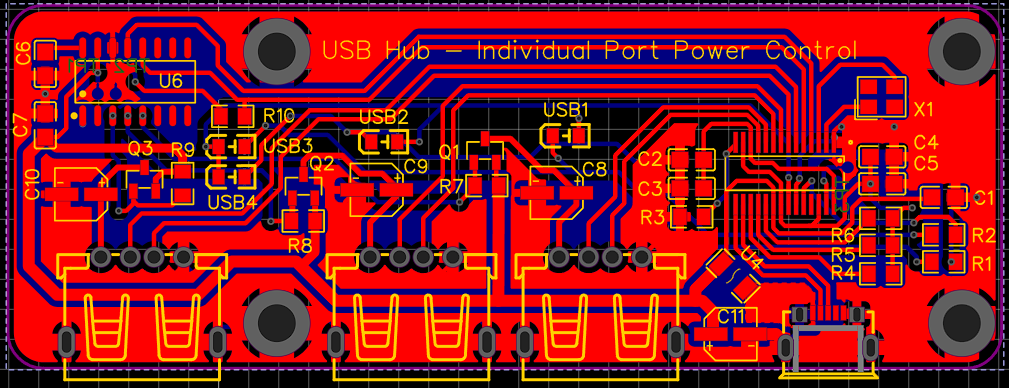 USB Hub - Individual Port Power Control
C6
U6
X1
C7
R10
USB2
USB1
USB3
Q3
R9
Q2
C9
Q1
C8
C2
C4
C5
C10
R7
C3
C1
USB4
R3
R8
R6
R2
R5
R1
R4
U4
C11